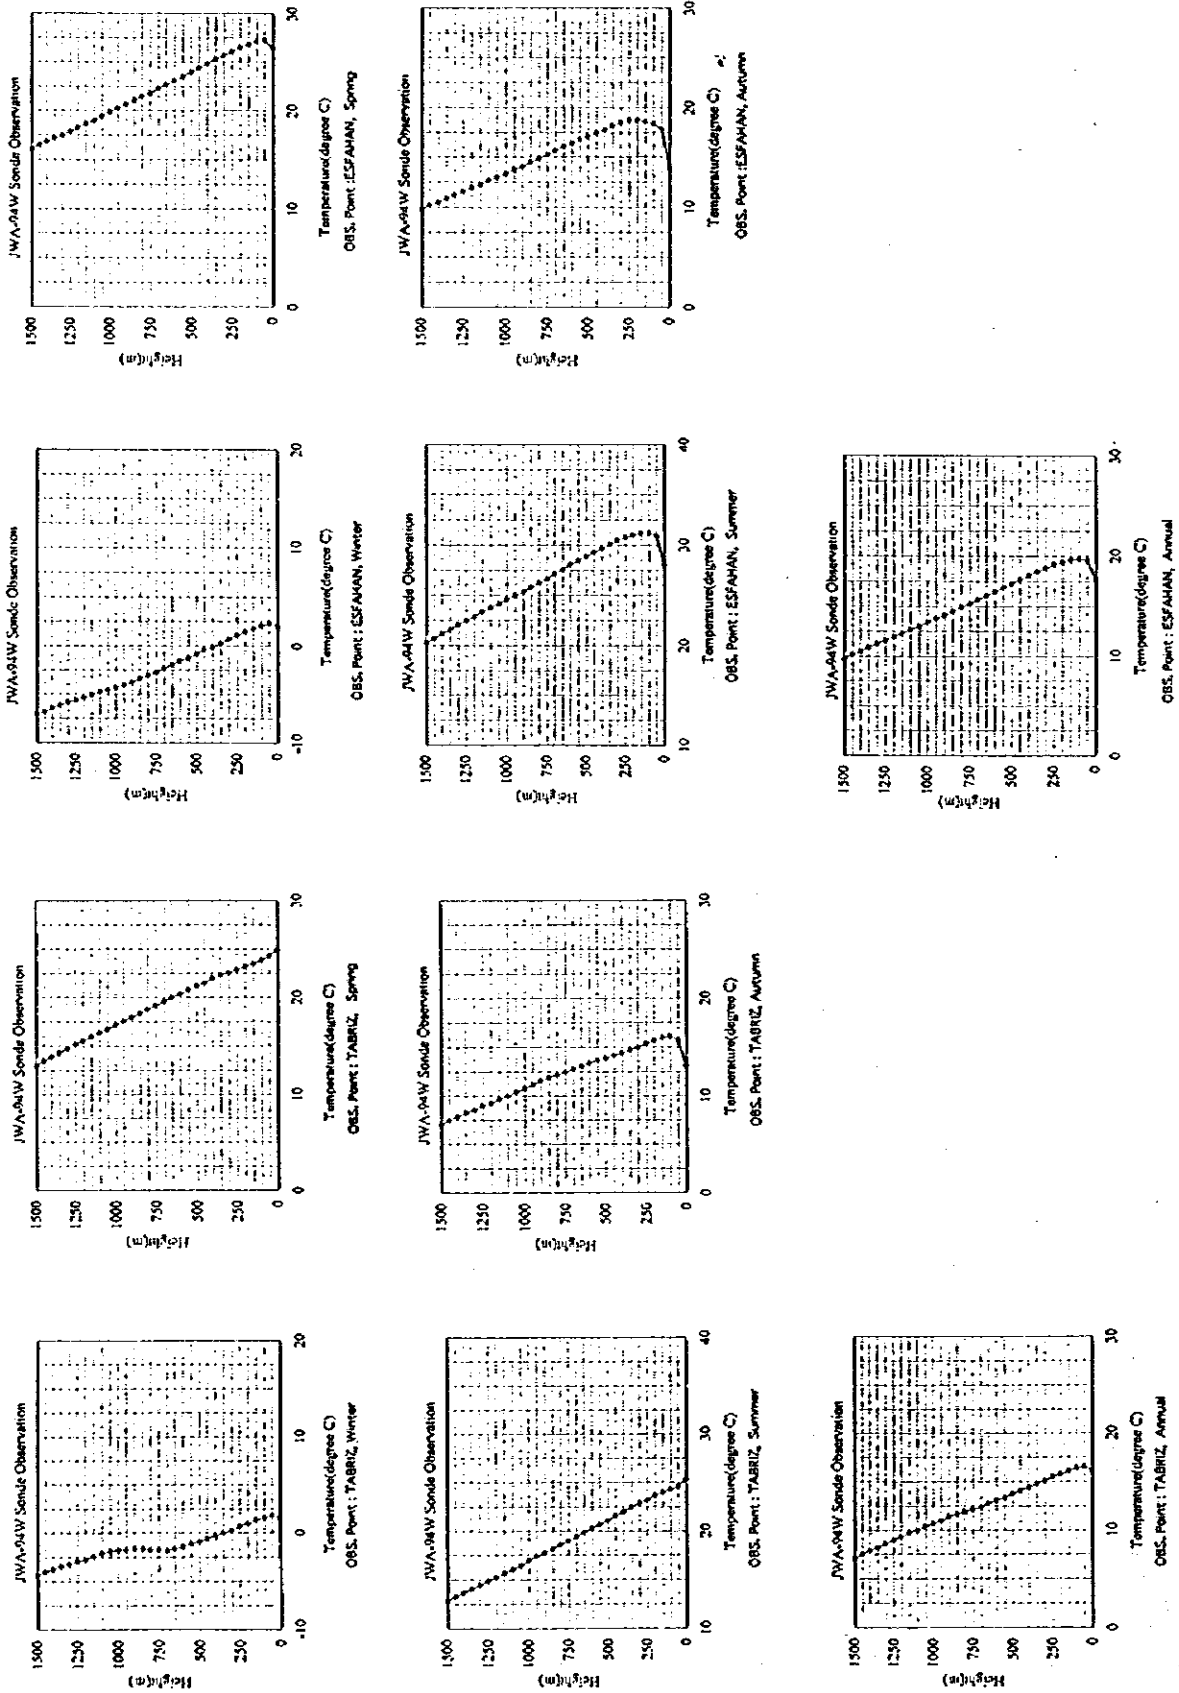 JWA-94W Sonde Observation
Height(m)
1500
1250
1000
750
500
250
0
-10
0
10
20
Temperature(degree C)
OBS. Point : TABRIZ, Winter
JWA-94W Sonde Observation
Height(m)
1500
1250
1000
750
500
250
0
0
10
20
30
Temperature(degree C)
OBS. Point : TABRIZ, Spring
JWA-94W Sonde Observation
Height(m)
1500
1250
1000
750
500
250
0
-10
0
10
20
Temperature(degree C)
OBS. Point : ESFAHAN, Winter
JWA-94W Sonde Observation
Height(m)
1500
1250
1000
750
500
250
0
0
10
20
30
Temperature(degree C)
OBS. Point :ESFAHAN, Spring
JWA-94W Sonde Observation
Height(m)
1500
1250
1000
750
500
250
0
10
20
30
40
Temperature(degree C)
OBS. Point : TABRIZ, Summer
JWA-94W Sonde Observation
Height(m)
1500
1250
1000
750
500
250
0
0
10
20
30
Temperature(degree C)
OBS. Point : TABRIZ, Autumn
JWA-94W Sonde Observation
Height(m)
1500
1250
1000
750
500
250
0
10
20
30
40
Temperature(degree C)
OBS. Point : ESFAHAN, Summer
JWA-94W Sonde Observation
Height(m)
1500
1250
1000
750
500
250
0
0
10
20
30
Temperature(degree C)
OBS. Point :ESFAHAN, Autumn
JWA-94W Sonde Observation
Height(m)
1500
1250
1000
750
500
250
0
0
10
20
30
Temperature(degree C)
OBS. Point : TABRIZ, Annual
JWA-94W Sonde Observation
Height(m)
1500
1250
1000
750
500
250
0
0
10
20
30
Temperature(degree C)
OBS. Point : ESFAHAN, Annual